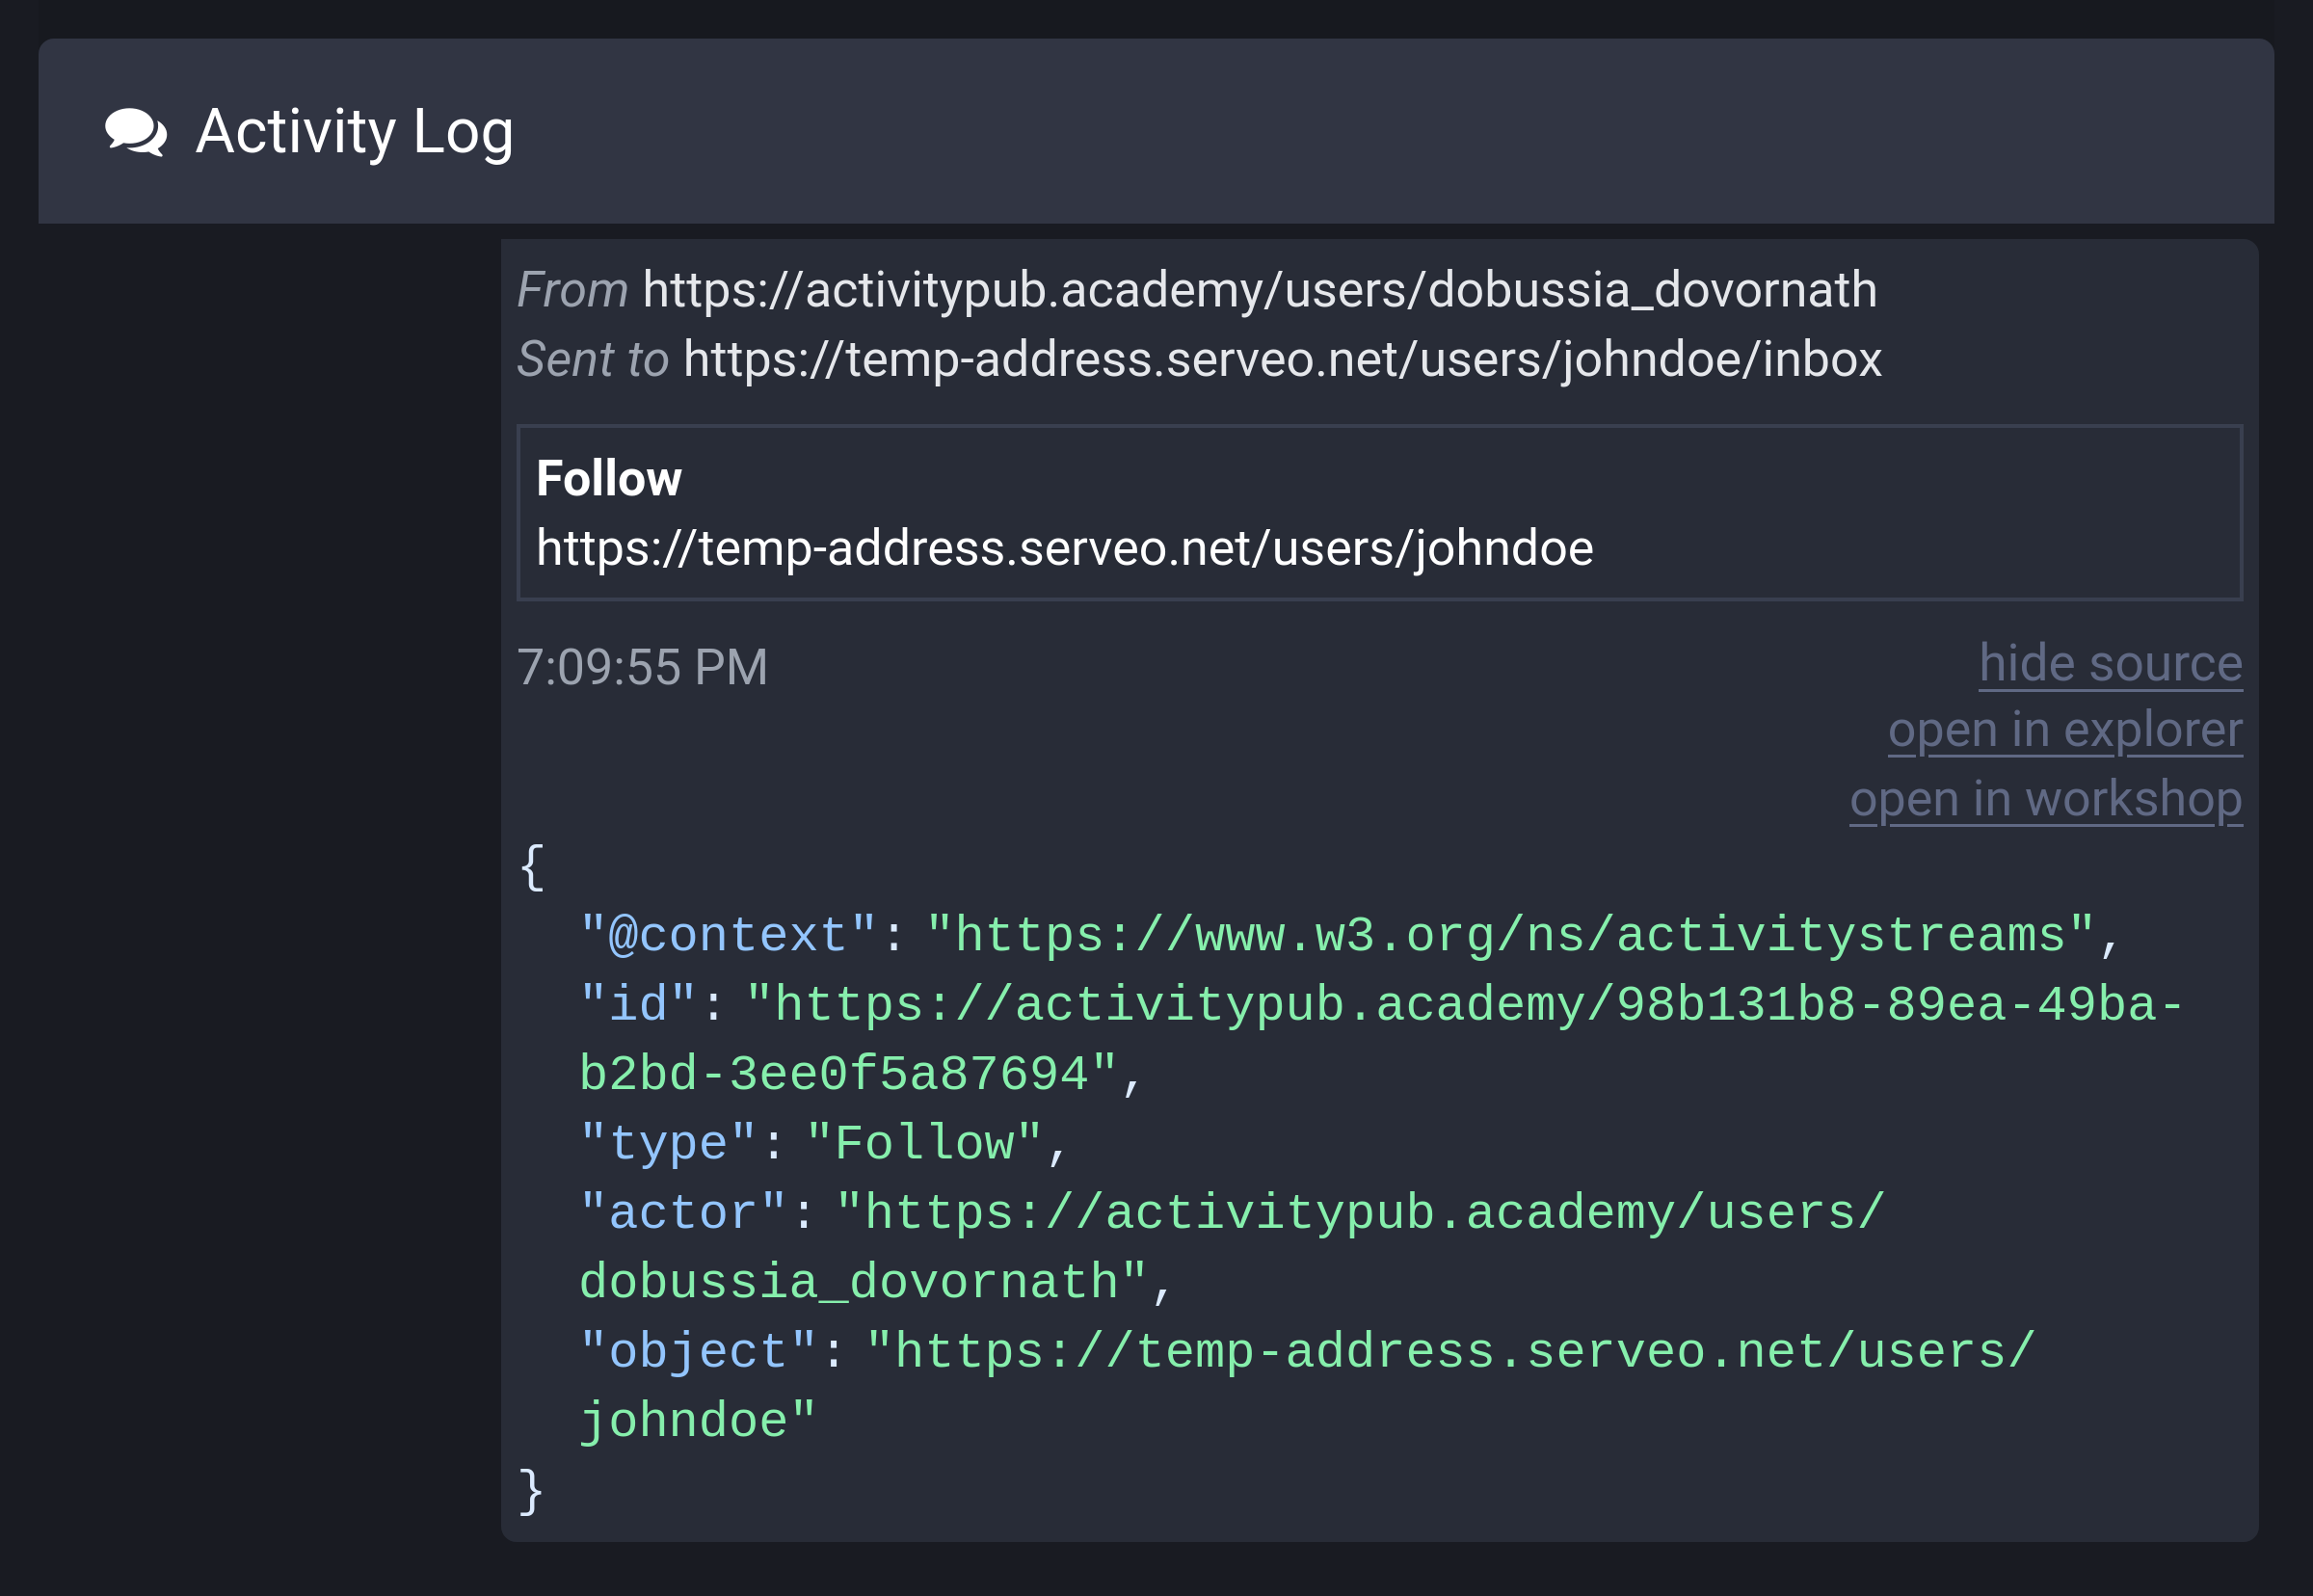 Activity Log
From https://activitypub.academy/users/dobussia_dovornath
Sent to https://temp-address.serveo.net/users/johndoe/inbox
Follow
https://temp-address.serveo.net/users/johndoe
7:09:55 PM
hide source
open in explorer
open in workshop
{
"@context": "https://www.w3.org/ns/activitystreams",
"id": "https://activitypub.academy/98b131b8-89ea-49ba-
b2bd-3ee0f5a87694",
"type": "Follow",
"actor": "https://activitypub.academy/users/
dobussia_dovornath",
"object": "https://temp-address.serveo.net/users/
johndoe"
}